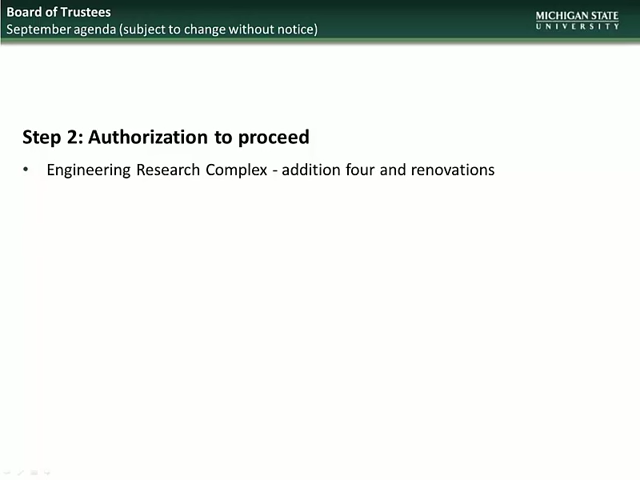 Board of Trustees
September agenda (subject to change without notice)
MICHIGAN STATE
UNIVERSITY
Step 2: Authorization to proceed
• Engineering Research Complex - addition four and renovations